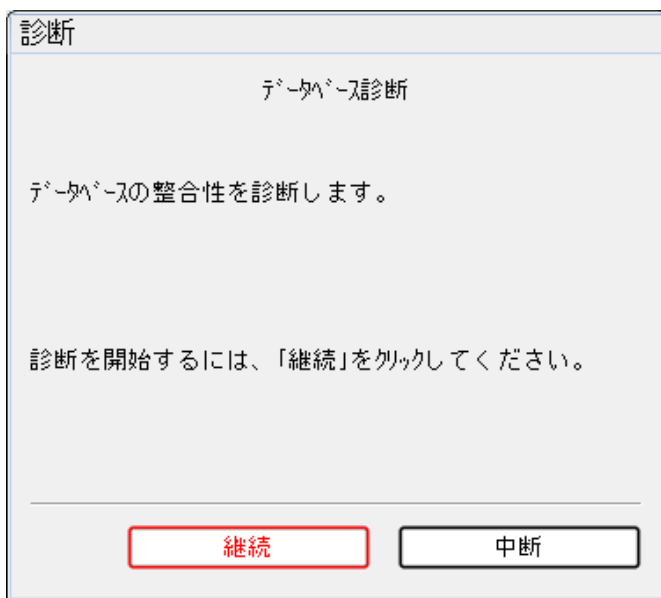 診断
ﾃﾞｰﾀﾍﾞｰｽ診断
ﾃﾞｰﾀﾍﾞｰｽの整合性を診断します。
診断を開始するには、「継続」をｸﾘｯｸしてください。
継続
中断